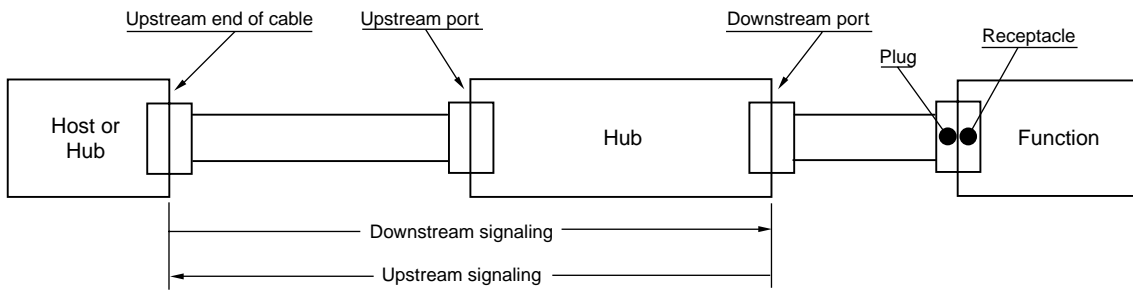 Upstream end of cable
Upstream port
Downstream port
Receptacle
Plug
Host or
Hub
Hub
Function
Downstream signaling
Upstream signaling